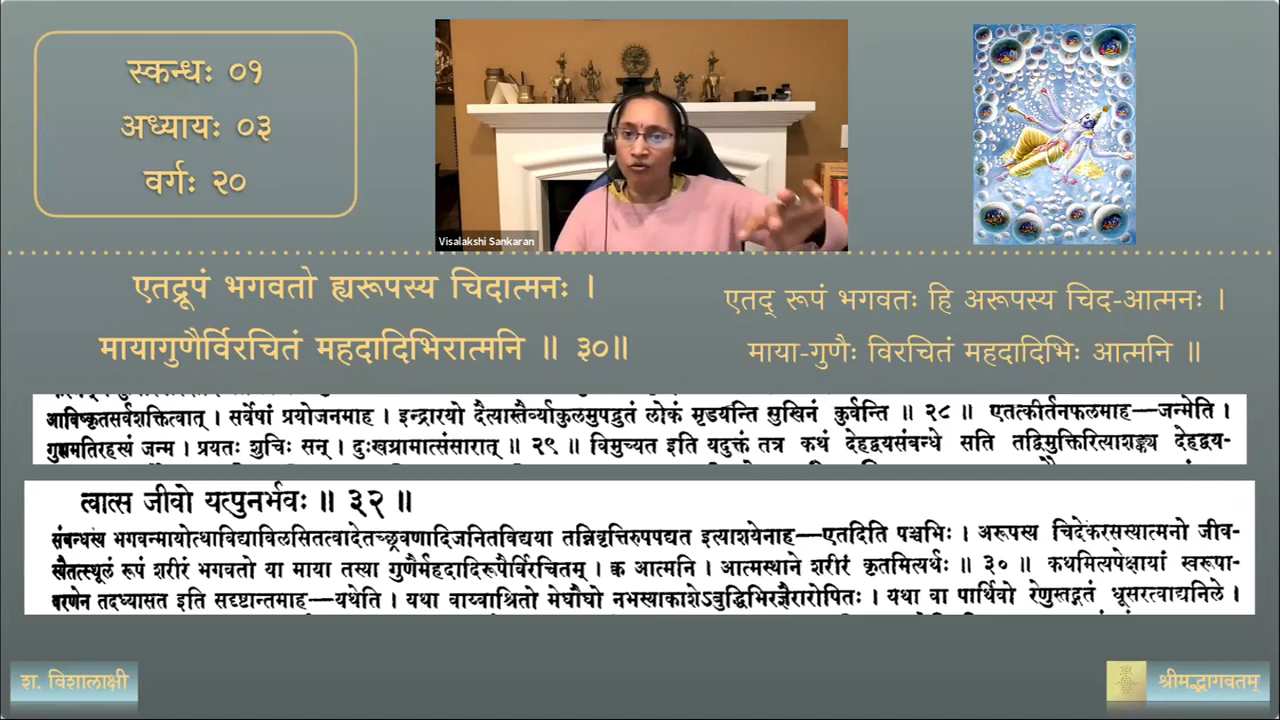 स्कन्धः ०१
अध्यायः ०३
वर्गः २०
Visalakshi Sankaran
एतद्रूपं भगवतो ह्यरूपस्य चिदात्मनः ।
मायागुणैर्विरचितं महदादिभिरात्मनि ॥ ३०॥
एतद् रूपं भगवतः हि अरूपस्य चिद-आत्मनः ।
माया-गुणैः विरचितं महदादिभिः आत्मनि ॥
आविष्कृतसर्वशक्तित्वात् । सर्वेषां प्रयोजनमाह । इन्द्रारयो दैत्यास्तैर्व्याकुलमुपद्रुतं लोकं मृडयन्ति सुखिनं कुर्वन्ति ॥ २८ ॥ एतत्कीर्तनफलमाह—जन्मेति ।
गुह्यमतिरहस्यं जन्म । प्रयतः शुचिः सन् । दुःखग्रामात्संसारात् ॥ २९ ॥ विमुच्यत इति यदुक्तं तत्र कथं देहद्वयसंबन्धे सति तद्विमुक्तिरित्याशङ्क्य देहद्वय-
त्वात्स जीवो यत्पुनर्भवः ॥ ३२ ॥
संबन्धस्य भगवन्मायोत्थाविद्याविलसितत्वादेतच्छ्रवणादिजनितविद्यया तन्निवृत्तिरुपपद्यत इत्याशयेनाह—एतदिति पञ्चभिः । अरूपस्य चिदेकरसस्यात्मनो जीव-
स्यैतत्स्थूलं रूपं शरीरं भगवतो या माया तस्या गुणैर्महदादिरूपैर्विरचितम् । क्व आत्मनि । आत्मस्थाने शरीरं कृतमित्यर्थः ॥ ३० ॥ कथमित्यपेक्षायां स्वरूपा-
वरणेन तदध्यासत इति सदृष्टान्तमाह—यथेति । यथा वाय्वाश्रितो मेघौघो नभस्याकाशेऽबुद्धिभिरज्ञैरारोपितः । यथा वा पार्थिवो रेणुस्तद्गतं धूसरत्वाद्यनिले ।
श. विशालाक्षी
श्रीमद्भागवतम्